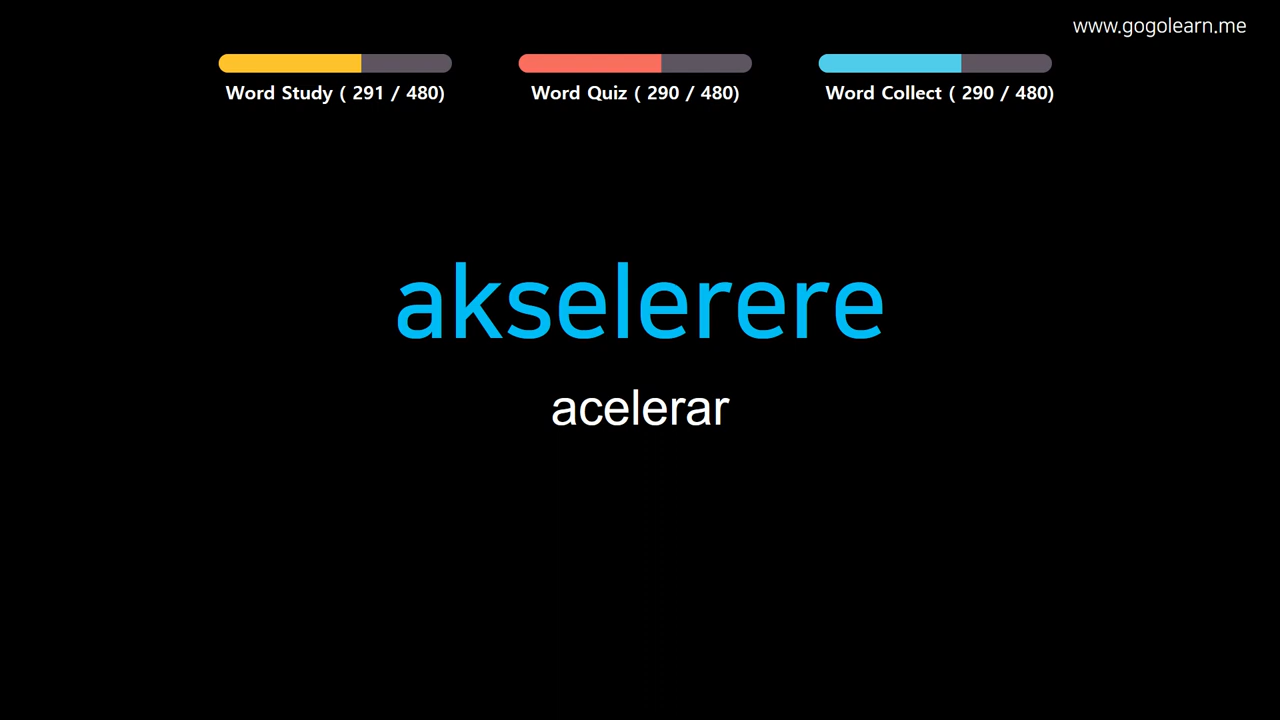 www.gogolearn.me
Word Study ( 291 / 480)
Word Quiz ( 290 / 480)
Word Collect ( 290 / 480)
akselerere
acelerar